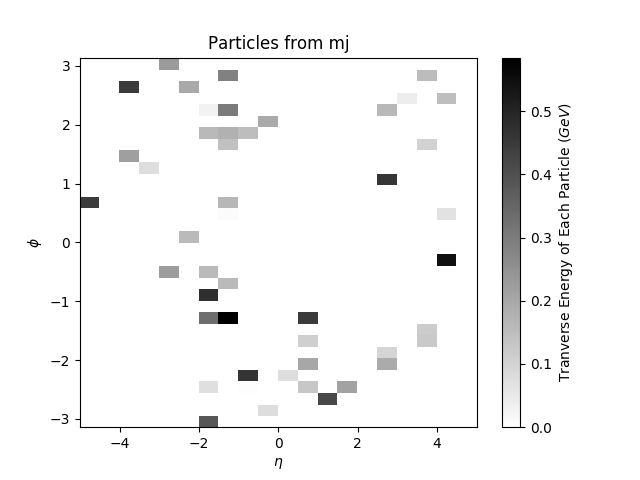 Particles from mj
3
2
1
0
−1
−2
−3
ϕ
−4 −2 0 2 4
η
0.5
0.4
0.3
0.2
0.1
0.0
Tranverse Energy of Each Particle (GeV)